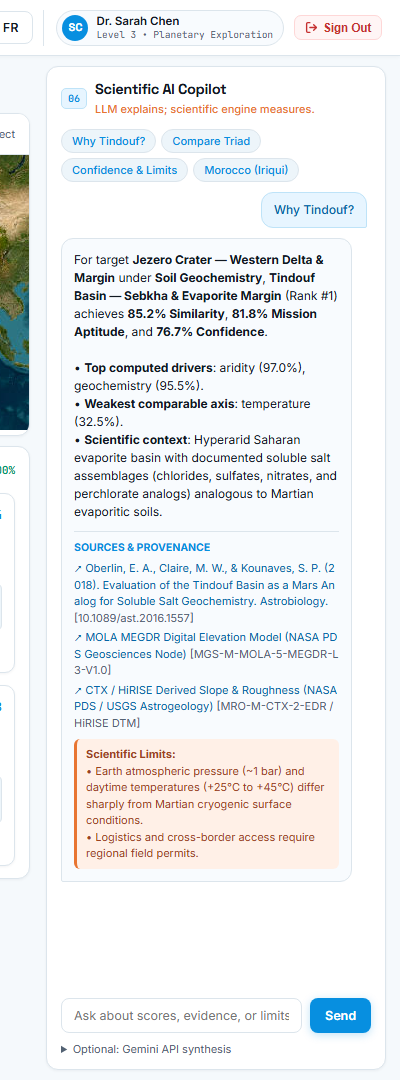 FR
SC
Dr. Sarah Chen
Level 3 • Planetary Exploration
Sign Out
06
Scientific AI Copilot
LLM explains; scientific engine measures.
Why Tindouf?
Compare Triad
Confidence & Limits
Morocco (Iriqui)
Why Tindouf?
For target Jezero Crater — Western Delta &
Margin under Soil Geochemistry, Tindouf
Basin — Sebkha & Evaporite Margin (Rank #1)
achieves 85.2% Similarity, 81.8% Mission
Aptitude, and 76.7% Confidence.
• Top computed drivers: aridity (97.0%),
geochemistry (95.5%).
• Weakest comparable axis: temperature
(32.5%).
• Scientific context: Hyperarid Saharan
evaporite basin with documented soluble salt
assemblages (chlorides, sulfates, nitrates, and
perchlorate analogs) analogous to Martian
evaporitic soils.
SOURCES & PROVENANCE
↗ Oberlin, E. A., Claire, M. W., & Kounaves, S. P. (2
018). Evaluation of the Tindouf Basin as a Mars An
alog for Soluble Salt Geochemistry. Astrobiology.
[10.1089/ast.2016.1557]
↗ MOLA MEGDR Digital Elevation Model (NASA PD
S Geosciences Node) [MGS-M-MOLA-5-MEGDR-L
3-V1.0]
↗ CTX / HiRISE Derived Slope & Roughness (NASA
PDS / USGS Astrogeology) [MRO-M-CTX-2-EDR /
HiRISE DTM]
Scientific Limits:
• Earth atmospheric pressure (~1 bar) and
daytime temperatures (+25°C to +45°C) differ
sharply from Martian cryogenic surface
conditions.
• Logistics and cross-border access require
regional field permits.
Ask about scores, evidence, or limits
Send
▶ Optional: Gemini API synthesis